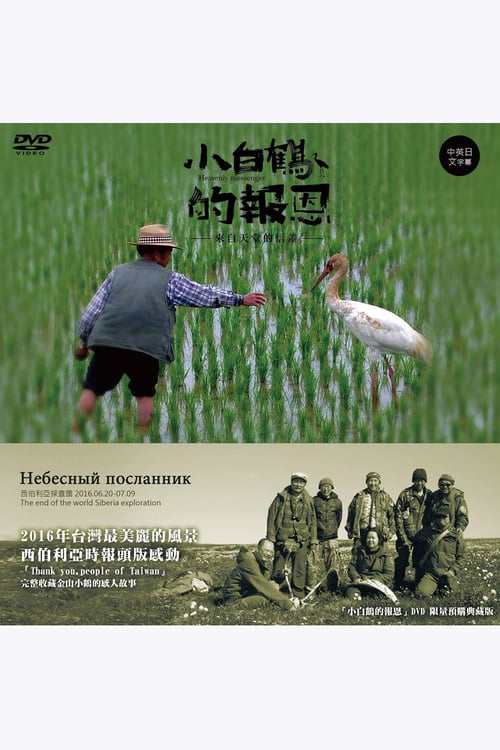 DVD
VIDEO
小白鶴
Heavenly messenger
的報恩
來自天堂的信差
中英日
文字幕
Небесный посланник
西伯利亞探查團 2016.06.20-07.09
The end of the world Siberia exploration
2016年台灣最美麗的風景
西伯利亞時報頭版感動
「Thank you,people of Taiwan」
完整收藏金山小鶴的感人故事
「小白鶴的報恩」DVD 限量預購典藏版